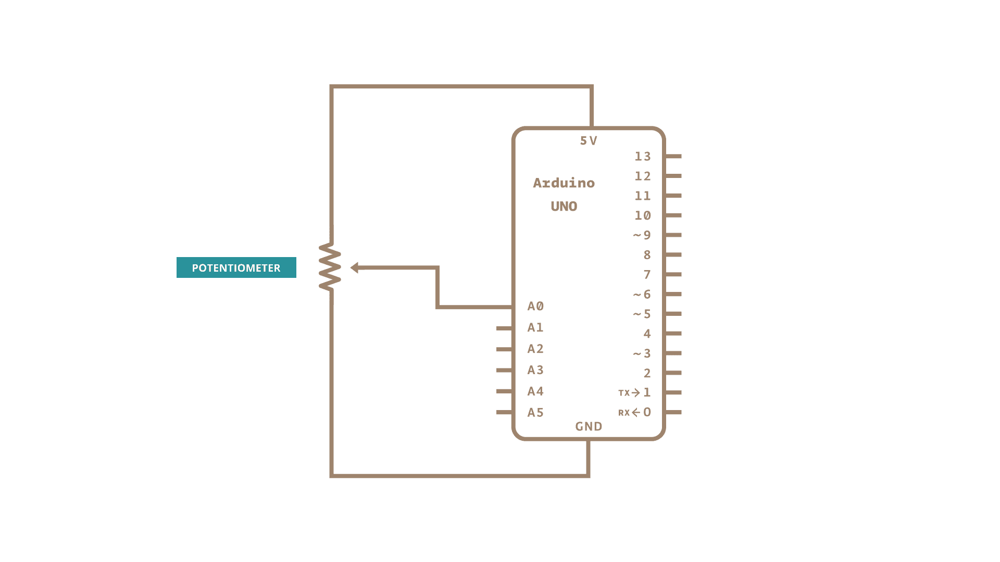 5V
Arduino
UNO
POTENTIOMETER
A0
A1
A2
A3
A4
A5
13
12
11
10
~9
8
7
~6
~5
4
~3
2
TX→1
RX←0
GND